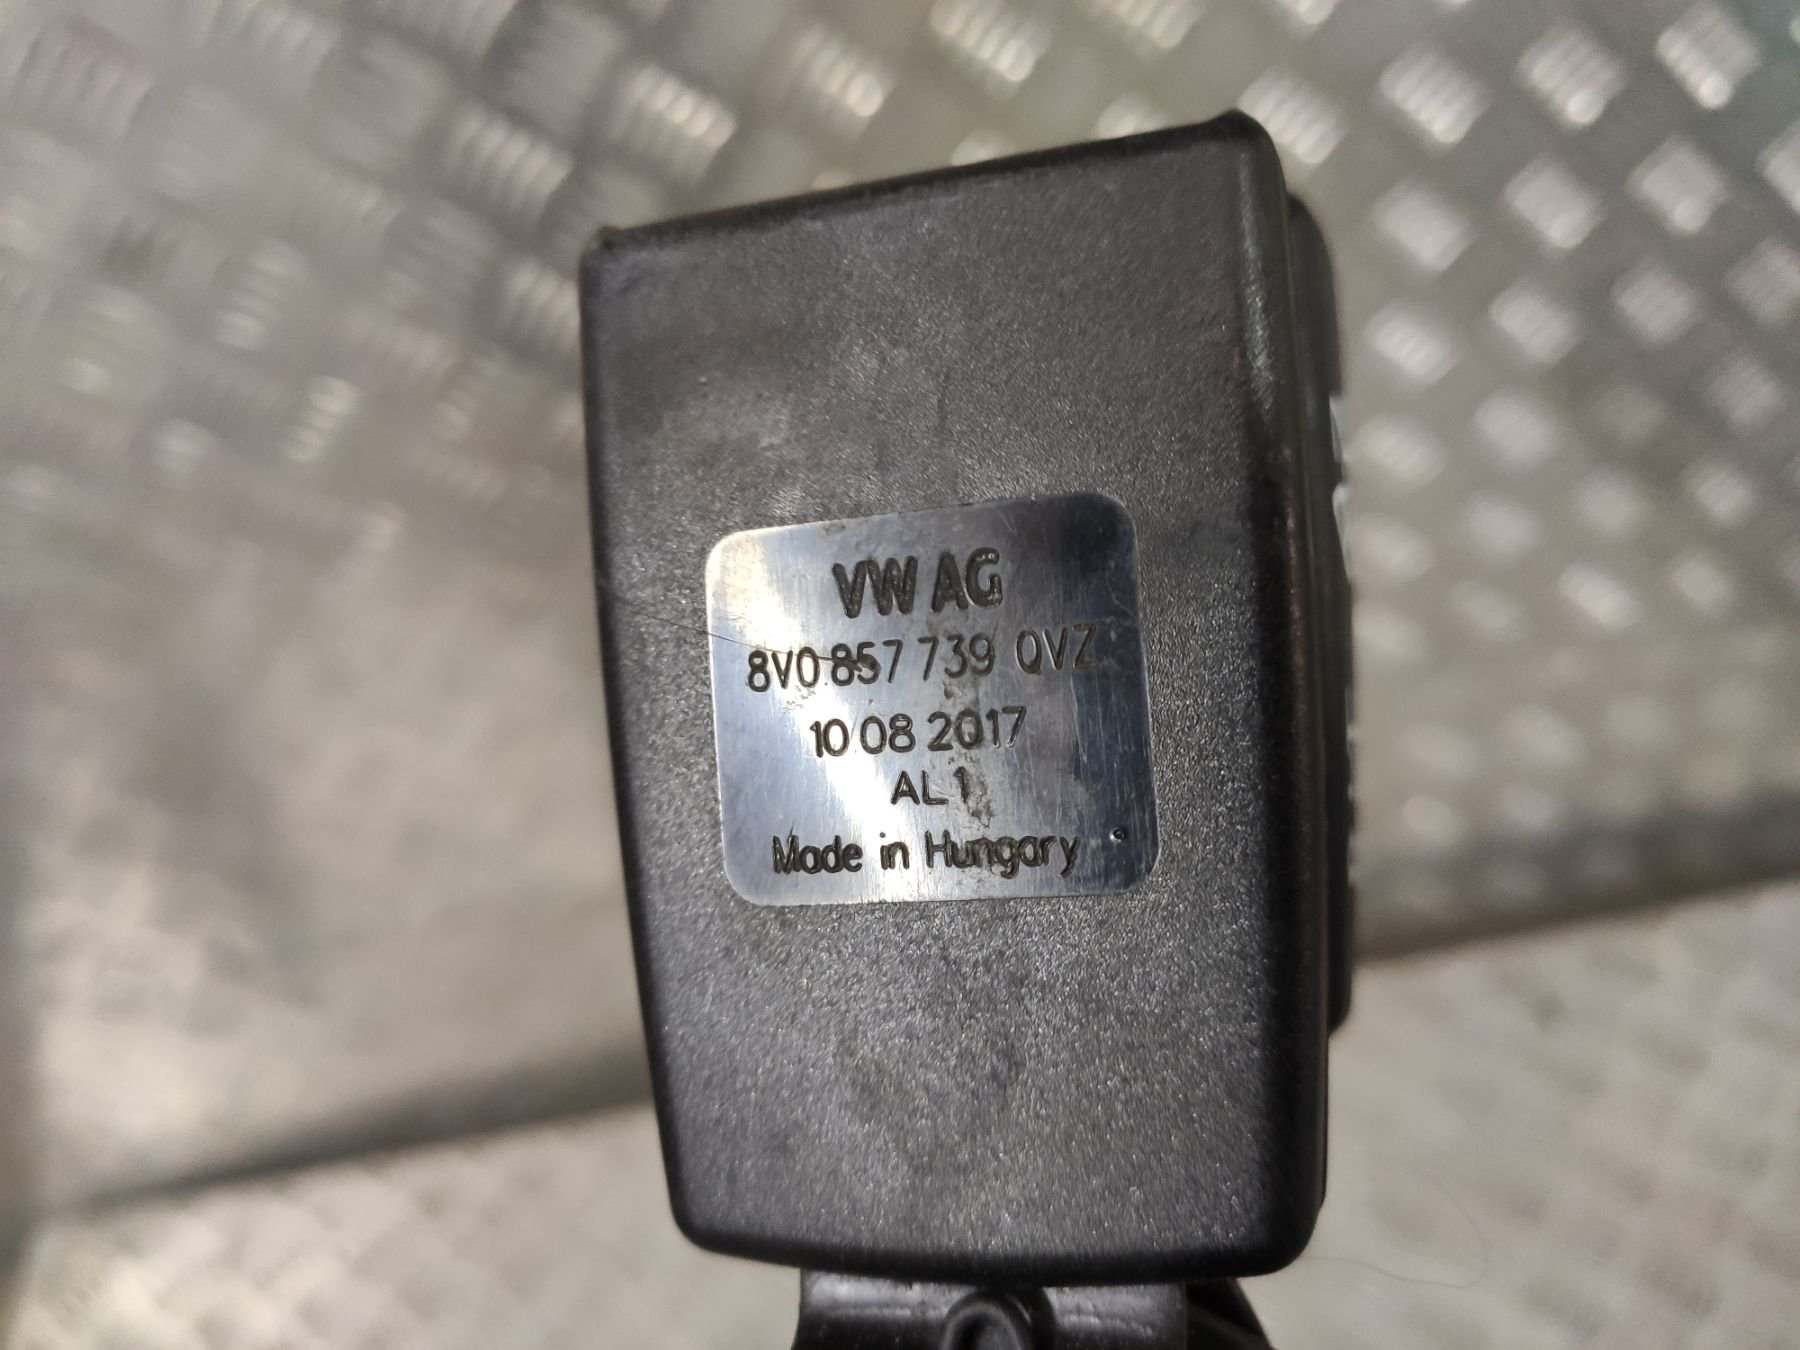 VW AG
8V0 857 739 QVZ
10 08 2017
AL 1
Made in Hungary